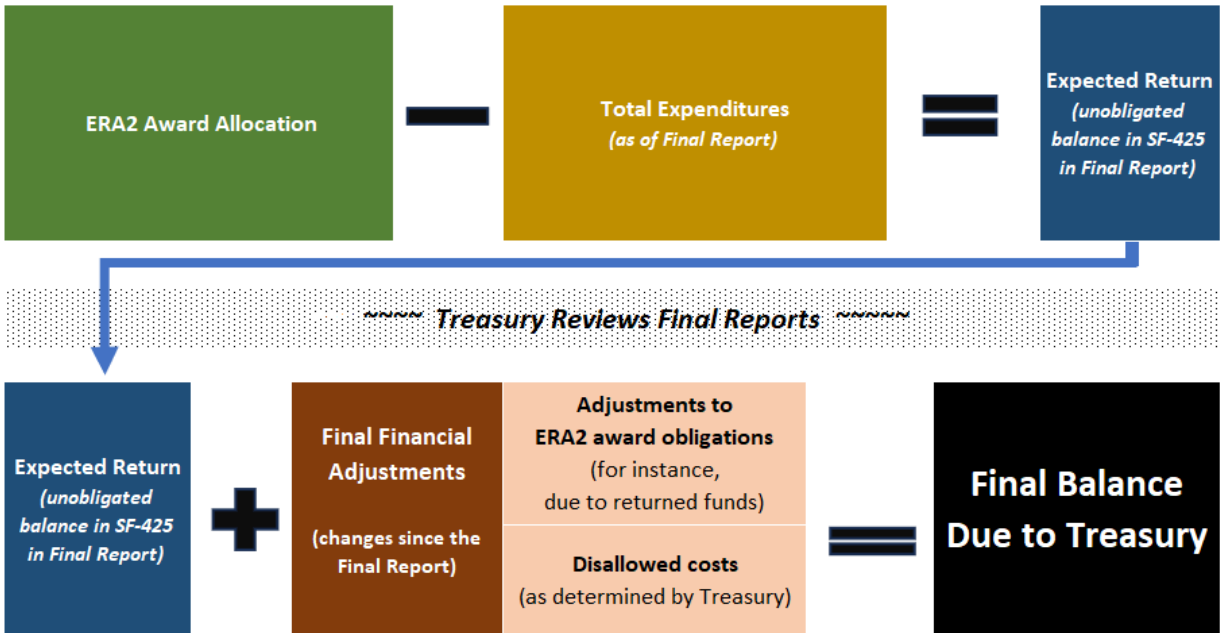 ERA2 Award Allocation
Total Expenditures
(as of Final Report)
Expected Return
(unobligated
balance in SF-425
in Final Report)
~~~~ Treasury Reviews Final Reports ~~~~~
Expected Return
(unobligated
balance in SF-425
in Final Report)
Final Financial
Adjustments
(changes since the
Final Report)
Adjustments to
ERA2 award obligations
(for instance,
due to returned funds)
Disallowed costs
(as determined by Treasury)
Final Balance
Due to Treasury